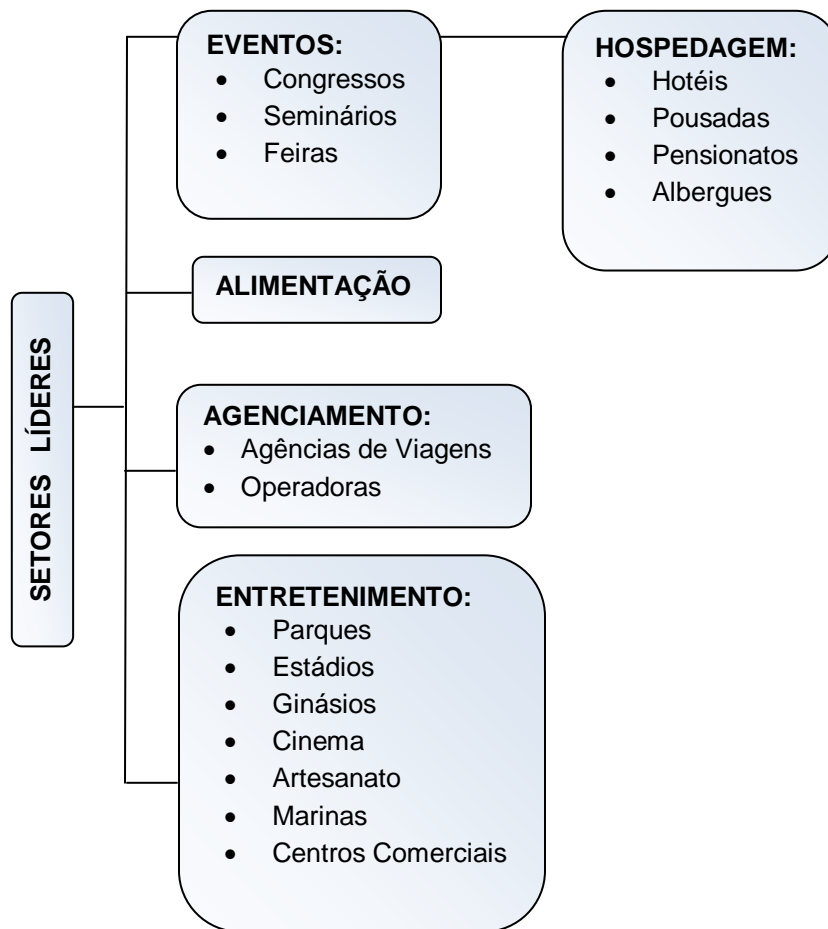 SETORES LÍDERES
EVENTOS:
• Congressos
• Seminários
• Feiras
HOSPEDAGEM:
• Hotéis
• Pousadas
• Pensionatos
• Albergues
ALIMENTAÇÃO
AGENCIAMENTO:
• Agências de Viagens
• Operadoras
ENTRETENIMENTO:
• Parques
• Estádios
• Ginásios
• Cinema
• Artesanato
• Marinas
• Centros Comerciais